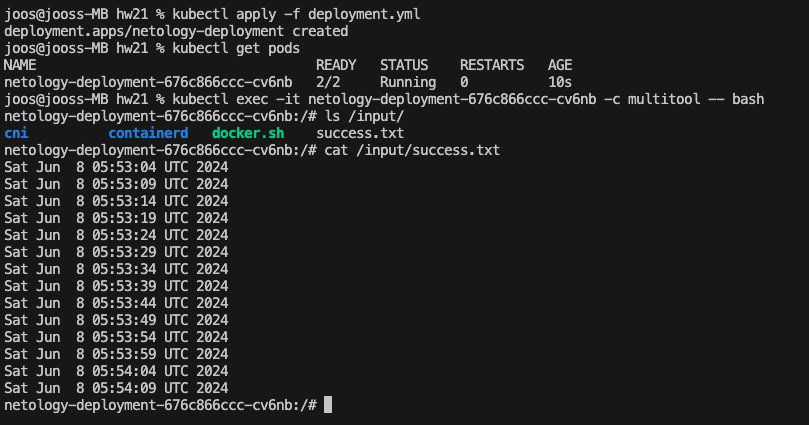 joos@jooss-MB hw21 % kubectl apply -f deployment.yml
deployment.apps/netology-deployment created
joos@jooss-MB hw21 % kubectl get pods
NAME READY STATUS RESTARTS AGE
netology-deployment-676c866ccc-cv6nb 2/2 Running 0 10s
joos@jooss-MB hw21 % kubectl exec -it netology-deployment-676c866ccc-cv6nb -c multitool -- bash
netology-deployment-676c866ccc-cv6nb:/# ls /input/
cni containerd docker.sh success.txt
netology-deployment-676c866ccc-cv6nb:/# cat /input/success.txt
Sat Jun  8 05:53:04 UTC 2024
Sat Jun  8 05:53:09 UTC 2024
Sat Jun  8 05:53:14 UTC 2024
Sat Jun  8 05:53:19 UTC 2024
Sat Jun  8 05:53:24 UTC 2024
Sat Jun  8 05:53:29 UTC 2024
Sat Jun  8 05:53:34 UTC 2024
Sat Jun  8 05:53:39 UTC 2024
Sat Jun  8 05:53:44 UTC 2024
Sat Jun  8 05:53:49 UTC 2024
Sat Jun  8 05:53:54 UTC 2024
Sat Jun  8 05:53:59 UTC 2024
Sat Jun  8 05:54:04 UTC 2024
Sat Jun  8 05:54:09 UTC 2024
netology-deployment-676c866ccc-cv6nb:/#